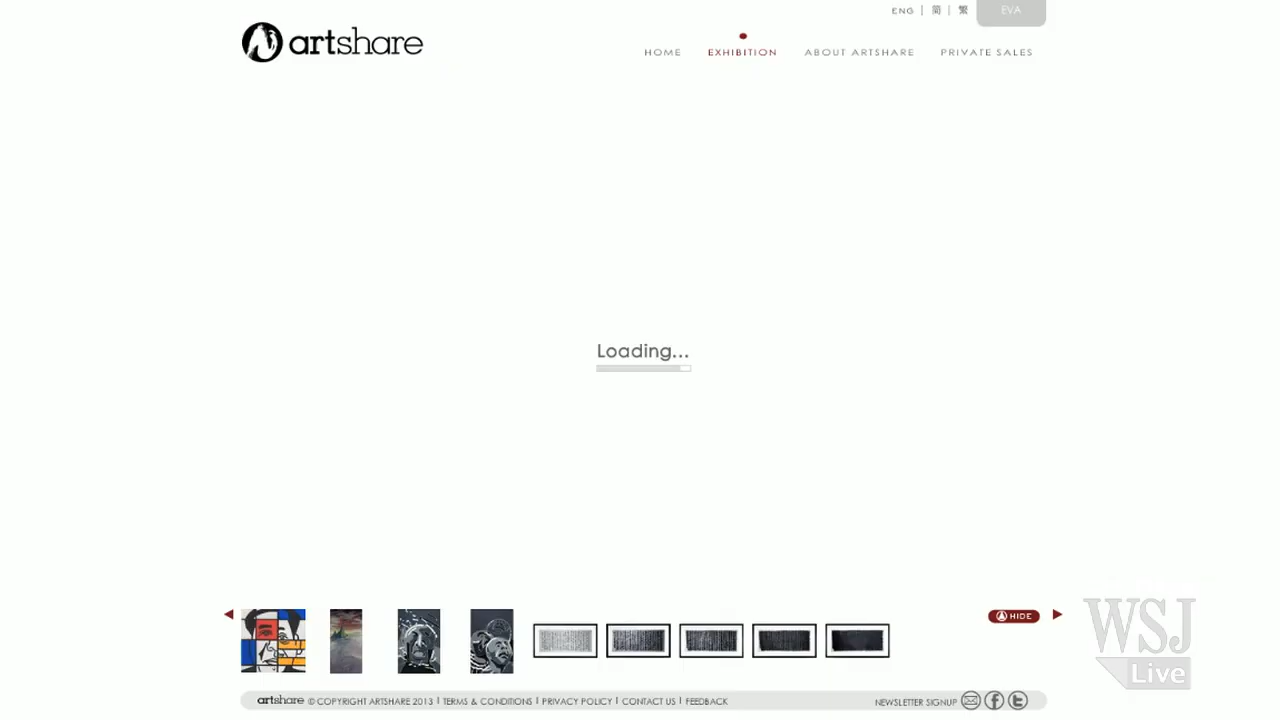 ENG | 简 | 繁
EVA
artshare
HOME EXHIBITION ABOUT ARTSHARE PRIVATE SALES
Loading...
HIDE
WSJ
Live
artshare © COPYRIGHT ARTSHARE 2013 | TERMS & CONDITIONS | PRIVACY POLICY | CONTACT US | FEEDBACK
NEWSLETTER SIGNUP